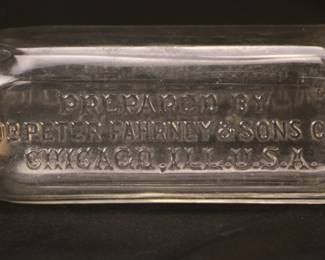 PREPARED BY
DR PETER FAHRNEY & SONS C
CHICAGO, ILL. U.S.A.